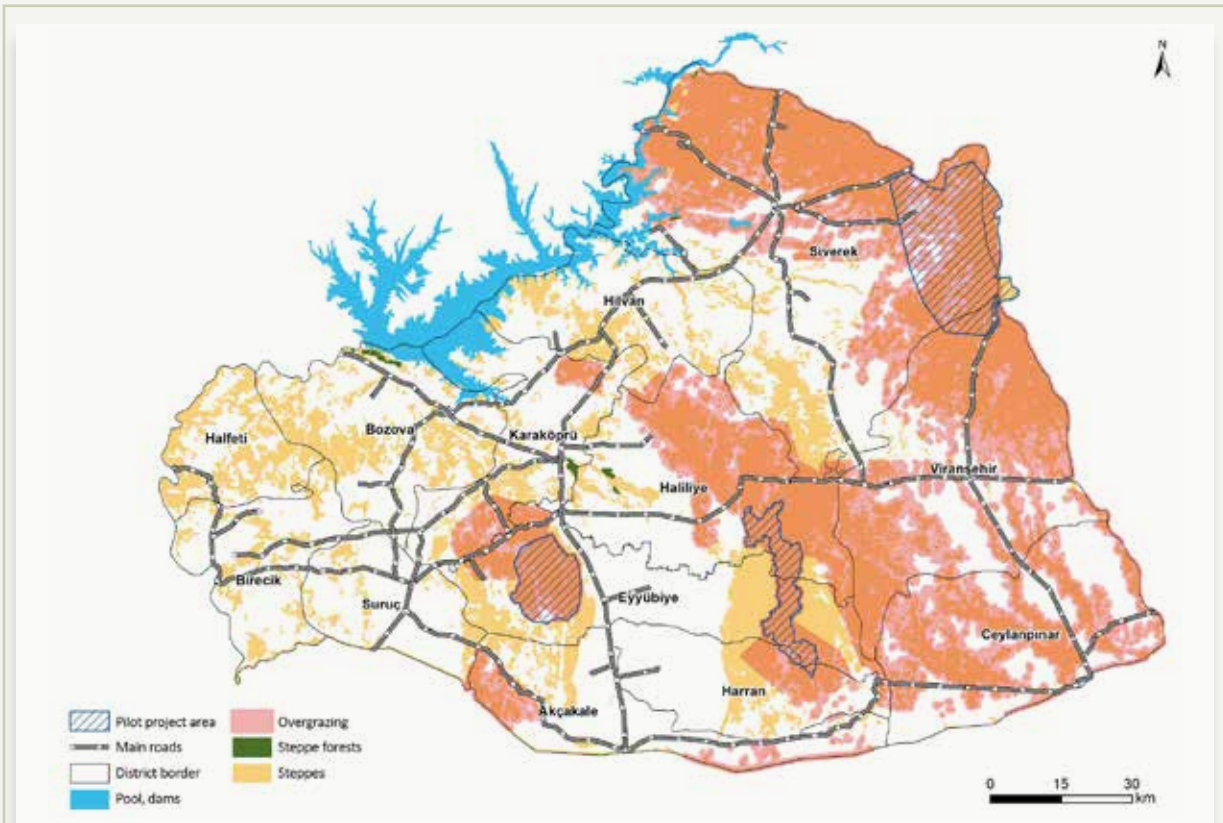 N
Siverek
Hilvan
Halfeti
Bozova
Karaköprü
Haliliye
Viranşehir
Birecik
Suruç
Eyyübiye
Ceylanpınar
Harran
Akçakale
Pilot project area
Main roads
District border
Pool, dams
Overgrazing
Steppe forests
Steppes
0 15 30
km